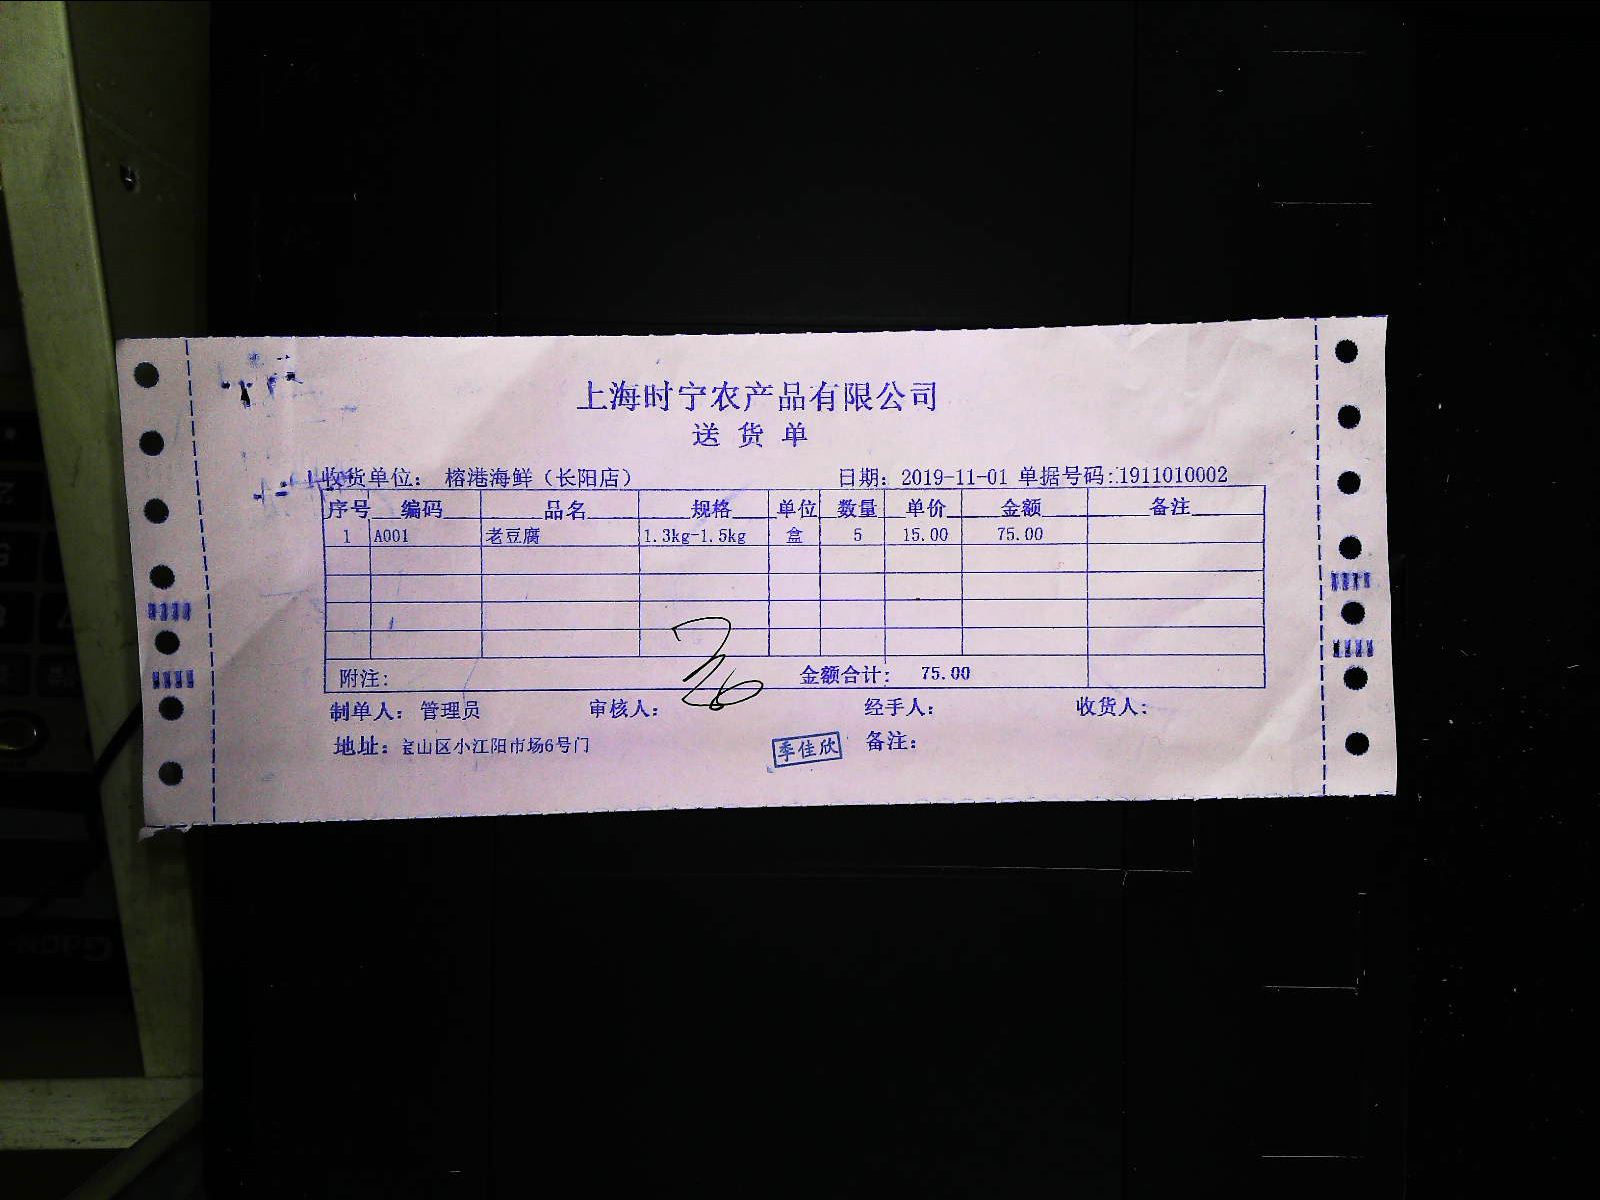 上海时宁农产品有限公司
送 货 单
收货单位： 榕港海鲜（长阳店） 日期：2019-11-01 单据号码：1911010002
序号 编码 品名 规格 单位 数量 单价 金额 备注
1 A001 老豆腐 1.3kg-1.5kg 盒 5 15.00 75.00
附注： 金额合计： 75.00
制单人： 管理员 审核人： 经手人： 收货人：
地址：宝山区小江阳市场6号门 季佳欣 备注：